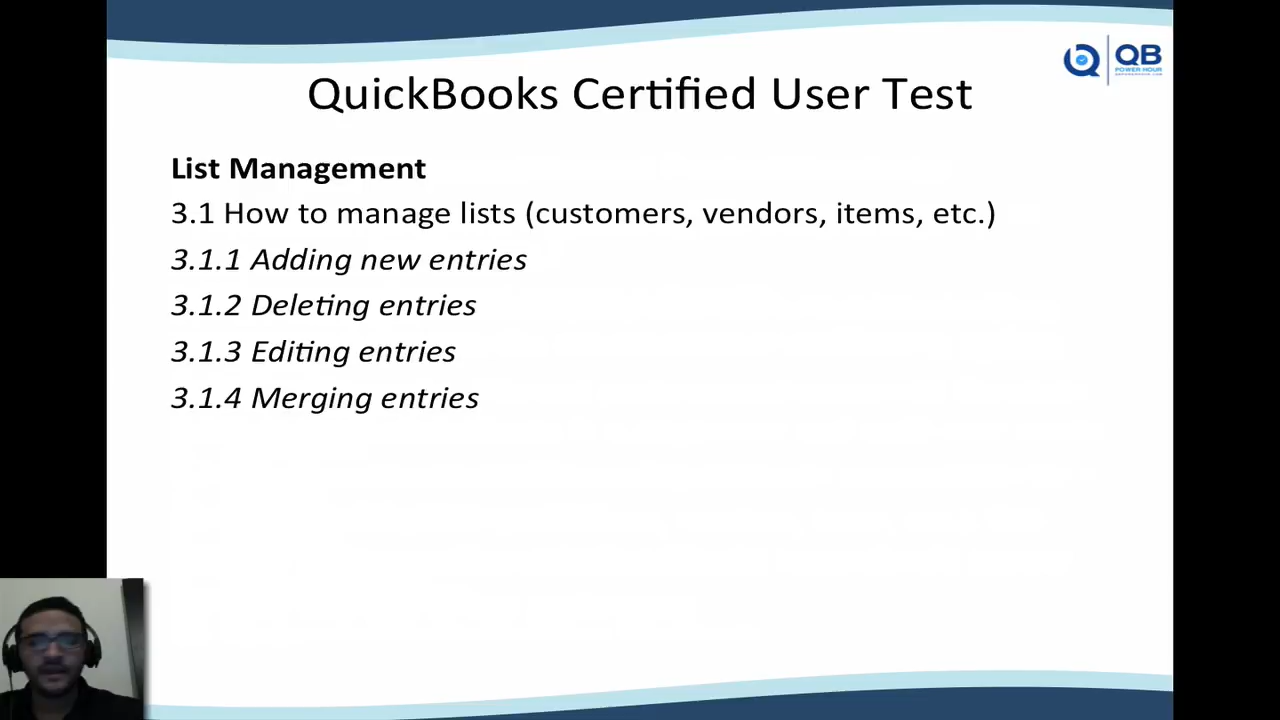 QB
POWER HOUR
QuickBooks Certified User Test
List Management
3.1 How to manage lists (customers, vendors, items, etc.)
3.1.1 Adding new entries
3.1.2 Deleting entries
3.1.3 Editing entries
3.1.4 Merging entries